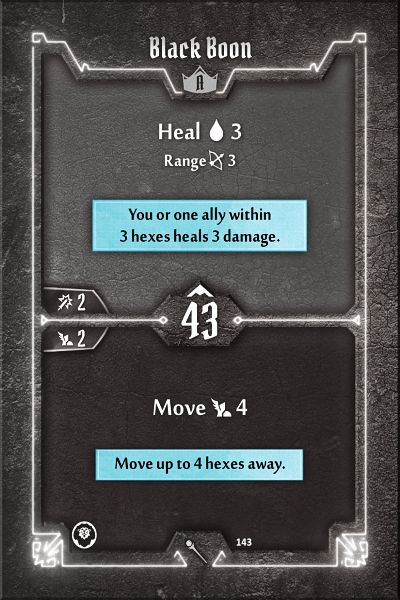 Black Boon
A
Heal 3
Range 3
You or one ally within
3 hexes heals 3 damage.
2
43
2
Move 4
Move up to 4 hexes away.
143